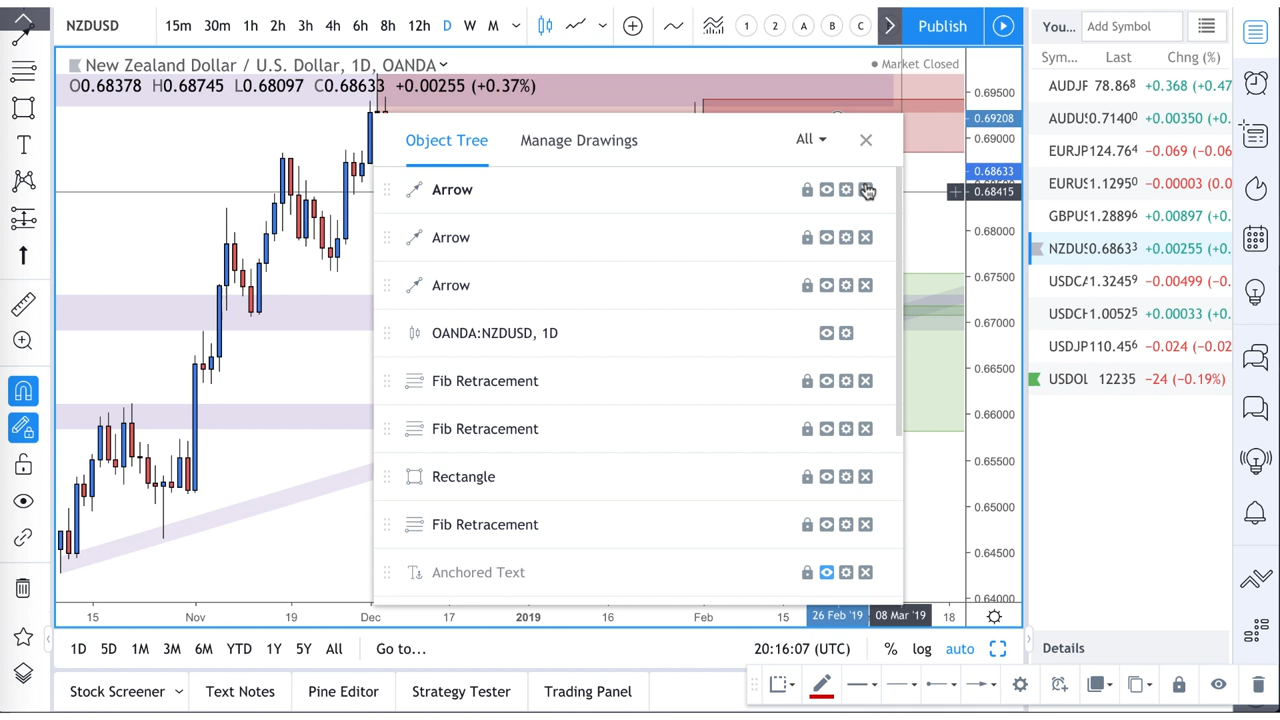 NZDUSD 15m 30m 1h 2h 3h 4h 6h 8h 12h D W M 1 2 A B C Publish
New Zealand Dollar / U.S. Dollar, 1D, OANDA
Market Closed
O0.68378 H0.68745 L0.68097 C0.68633 +0.00255 (+0.37%)
Object Tree Manage Drawings All
Arrow
Arrow
Arrow
OANDA:NZDUSD, 1D
Fib Retracement
Fib Retracement
Rectangle
Fib Retracement
Anchored Text
0.69500
0.69208
0.69000
0.68633
0.68415
0.68000
0.67500
0.67000
0.66500
0.66000
0.65500
0.65000
0.64500
0.64000
15 Nov 19 Dec 17 2019 16 Feb 15 26 Feb '19 08 Mar '19 18
1D 5D 1M 3M 6M YTD 1Y 5Y All Go to... 20:16:07 (UTC) % log auto
Stock Screener Text Notes Pine Editor Strategy Tester Trading Panel
You... Add Symbol
Sym... Last Chng (%)
AUDJF 78.868 +0.368 (+0.47
AUDU 0.71400 +0.00350 (+0.
EURJP 124.764 -0.069 (-0.06
EURU 1.12950 -0.00003 (0.0
GBPU 1.28896 +0.00897 (+0.
NZDU 0.68633 +0.00255 (+0.
USDC 1.32459 -0.00499 (-0.
USDC 1.00525 +0.00033 (+0.
USDJP 110.456 -0.024 (-0.02
USDOL 12235 -24 (-0.19%)
Details